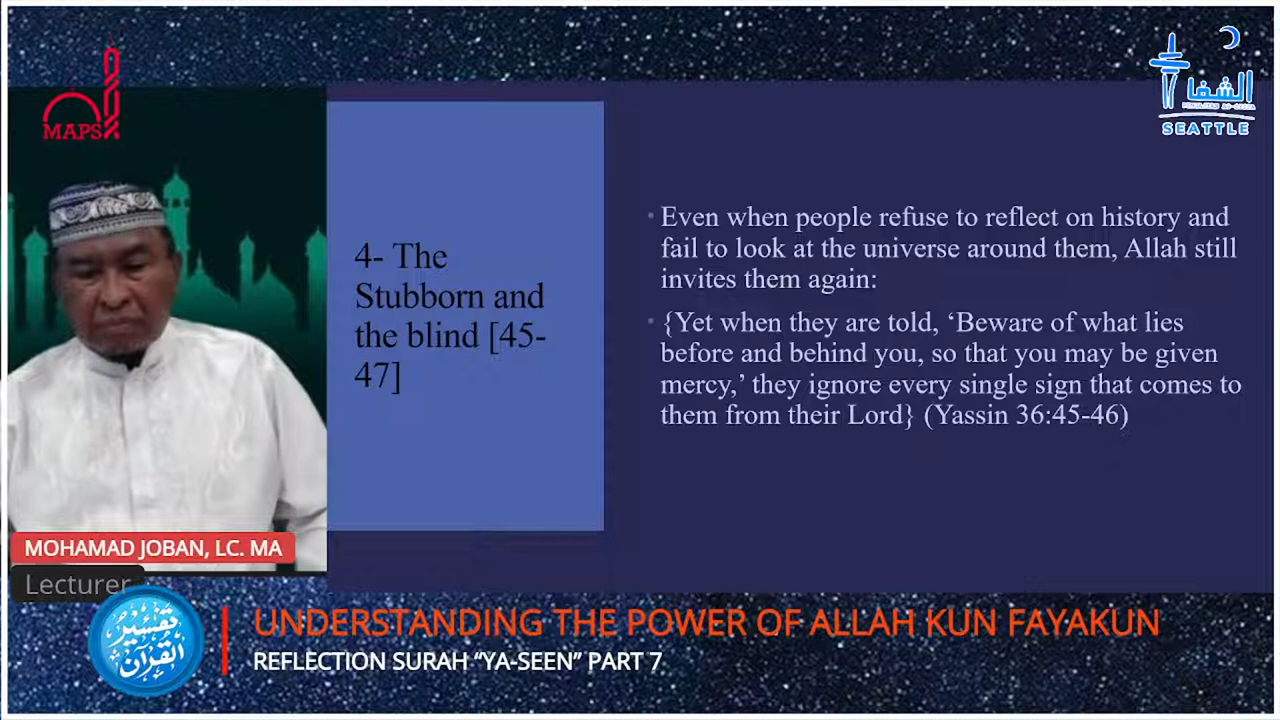 MAPS
الشفاء
SEATTLE
4- The
Stubborn and
the blind [45-
47]
Even when people refuse to reflect on history and
fail to look at the universe around them, Allah still
invites them again:
{Yet when they are told, ‘Beware of what lies
before and behind you, so that you may be given
mercy,’ they ignore every single sign that comes to
them from their Lord} (Yassin 36:45-46)
MOHAMAD JOBAN, LC. MA
Lecturer
تفسير
القرآن
UNDERSTANDING THE POWER OF ALLAH KUN FAYAKUN
REFLECTION SURAH “YA-SEEN” PART 7